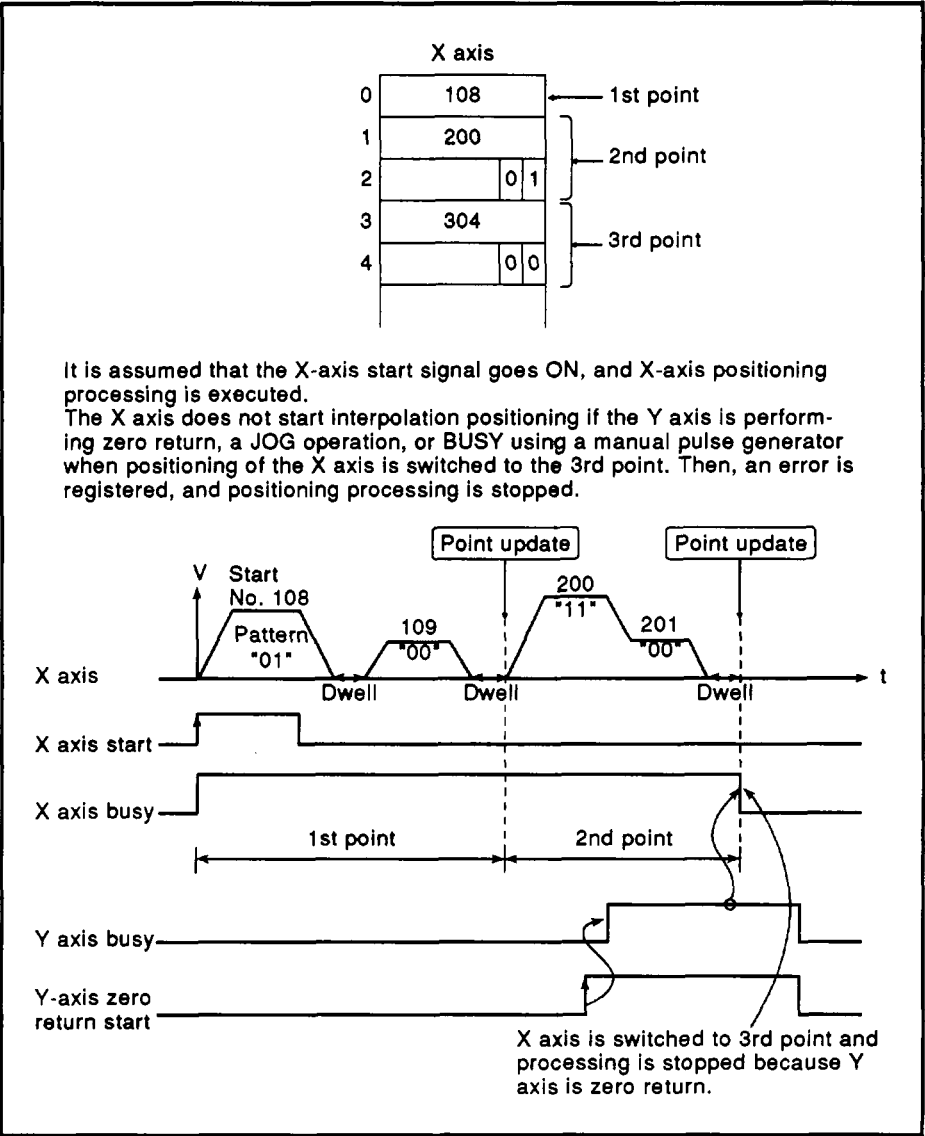 X axis
0 108 1st point
1 200
2nd point
2 0 1
3 304
3rd point
4 0 0
It is assumed that the X-axis start signal goes ON, and X-axis positioning
processing is executed.
The X axis does not start interpolation positioning if the Y axis is perform-
ing zero return, a JOG operation, or BUSY using a manual pulse generator
when positioning of the X axis is switched to the 3rd point. Then, an error is
registered, and positioning processing is stopped.
Point update Point update
V Start
No. 108
200
"11"
Pattern
"01"
109
"00"
201
"00"
X axis t
Dwell Dwell Dwell
X axis start
X axis busy
1st point 2nd point
Y axis busy
Y-axis zero
return start
X axis is switched to 3rd point and
processing is stopped because Y
axis is zero return.